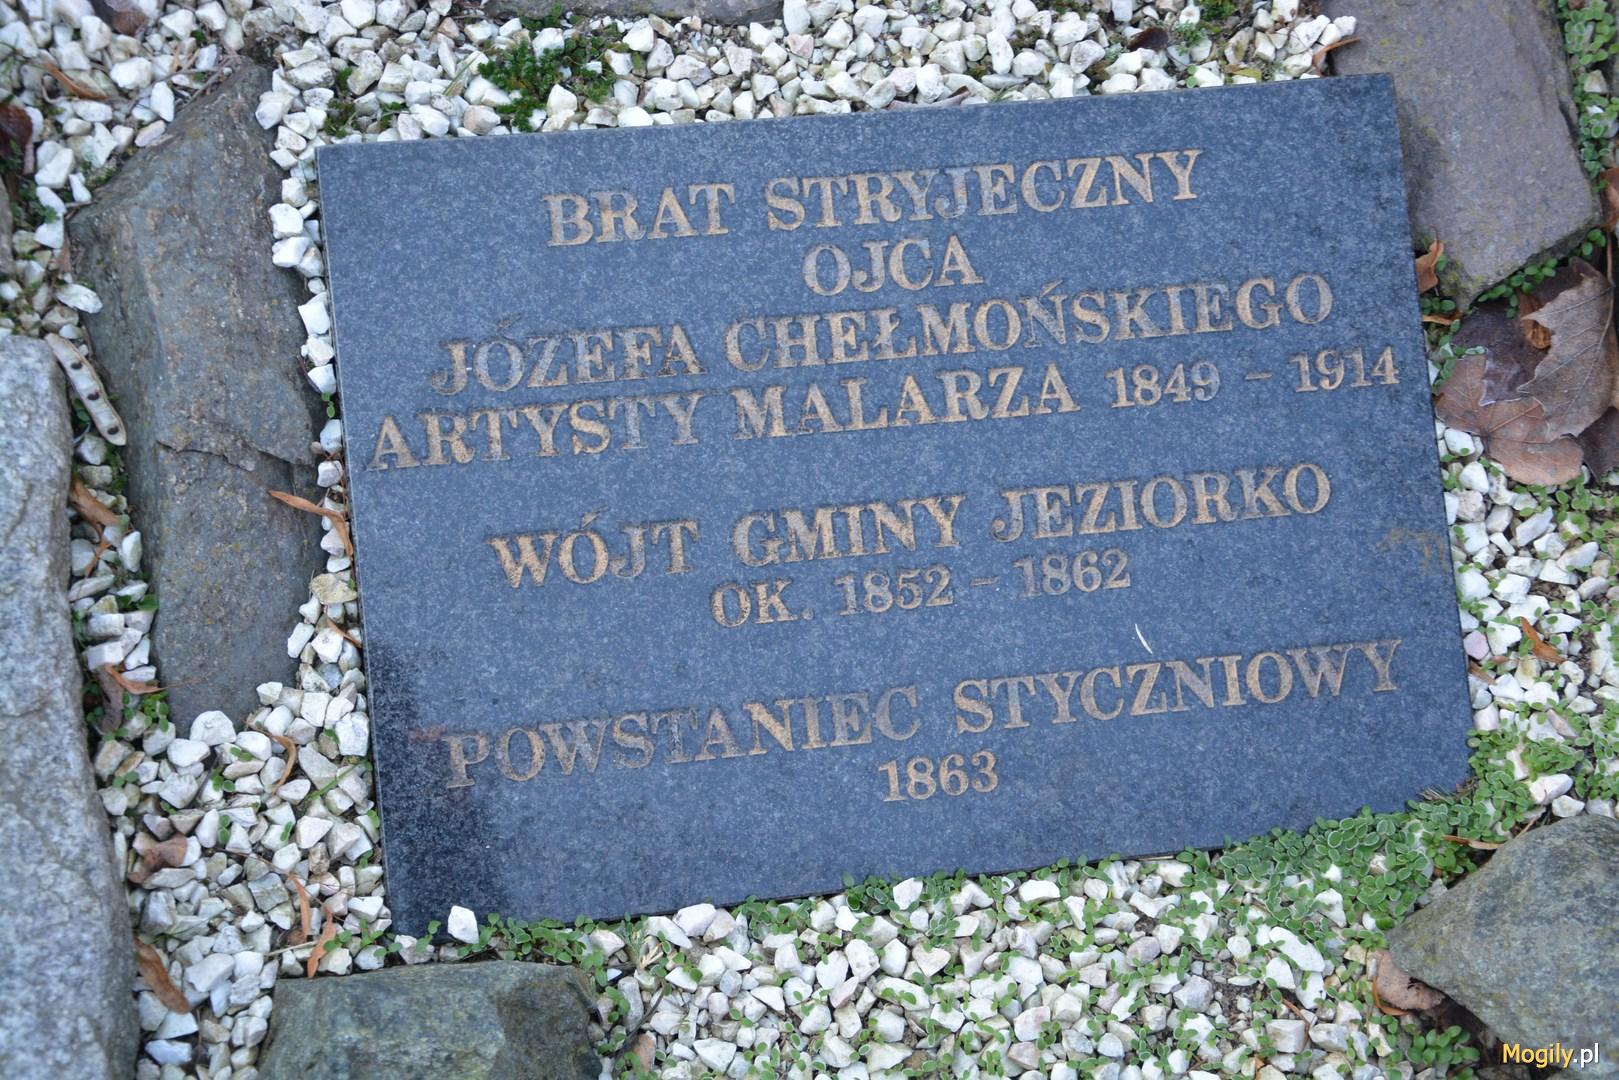 BRAT STRYJECZNY
OJCA
JÓZEFA CHEŁMOŃSKIEGO
ARTYSTY MALARZA 1849 - 1914
WÓJT GMINY JEZIORKO
OK. 1852 - 1862
POWSTANIEC STYCZNIOWY
1863
Mogily.pl